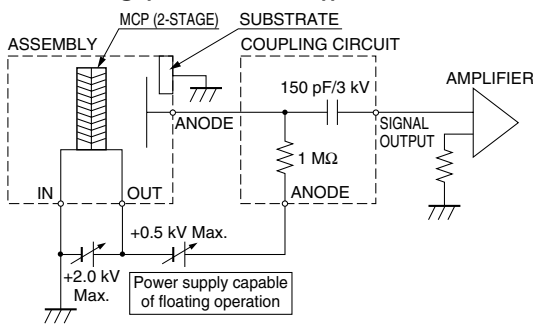 MCP (2-STAGE)
SUBSTRATE
ASSEMBLY
COUPLING CIRCUIT
150 pF/3 kV
AMPLIFIER
ANODE
SIGNAL
OUTPUT
1 MΩ
IN
OUT
ANODE
+0.5 kV Max.
+2.0 kV
Max.
Power supply capable
of floating operation